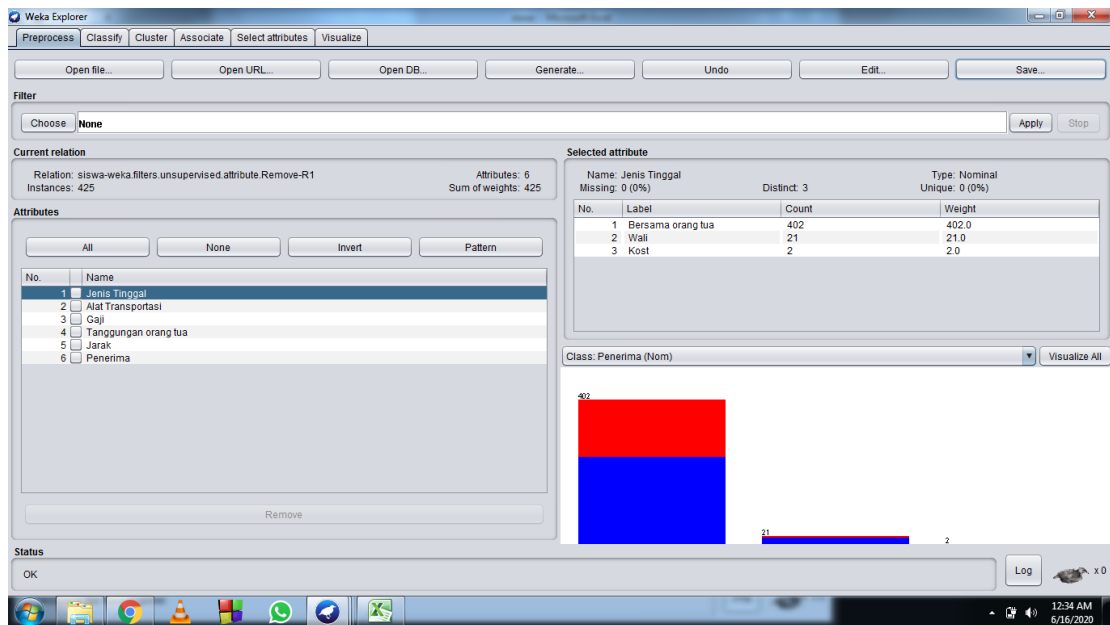 Weka Explorer
Preprocess Classify Cluster Associate Select attributes Visualize
Open file... Open URL... Open DB... Generate... Undo Edit... Save...
Filter
Choose None Apply Stop
Current relation
Relation: siswa-weka.filters.unsupervised.attribute.Remove-R1 Attributes: 6
Instances: 425 Sum of weights: 425
Attributes
All None Invert Pattern
No. Name
1 Jenis Tinggal
2 Alat Transportasi
3 Gaji
4 Tanggungan orang tua
5 Jarak
6 Penerima
Remove
Selected attribute
Name: Jenis Tinggal Type: Nominal
Missing: 0 (0%) Distinct: 3 Unique: 0 (0%)
No. Label Count Weight
1 Bersama orang tua 402 402.0
2 Wali 21 21.0
3 Kost 2 2.0
Class: Penerima (Nom) Visualize All
402
21
2
Status
OK
Log x 0
12:34 AM
6/16/2020